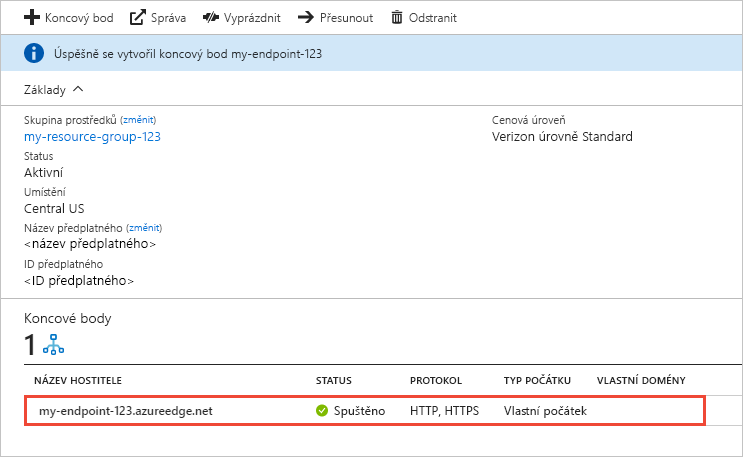 Koncový bod Správa Vyprázdnit Přesunout Odstranit
Úspěšně se vytvořil koncový bod my-endpoint-123
Základy
Skupina prostředků (změnit) Cenová úroveň
my-resource-group-123 Verizon úrovně Standard
Status
Aktivní
Umístění
Central US
Název předplatného (změnit)
<název předplatného>
ID předplatného
<ID předplatného>
Koncové body
1
NÁZEV HOSTITELE STATUS PROTOKOL TYP POČÁTKU VLASTNÍ DOMÉNY
my-endpoint-123.azureedge.net Spuštěno HTTP, HTTPS Vlastní počátek